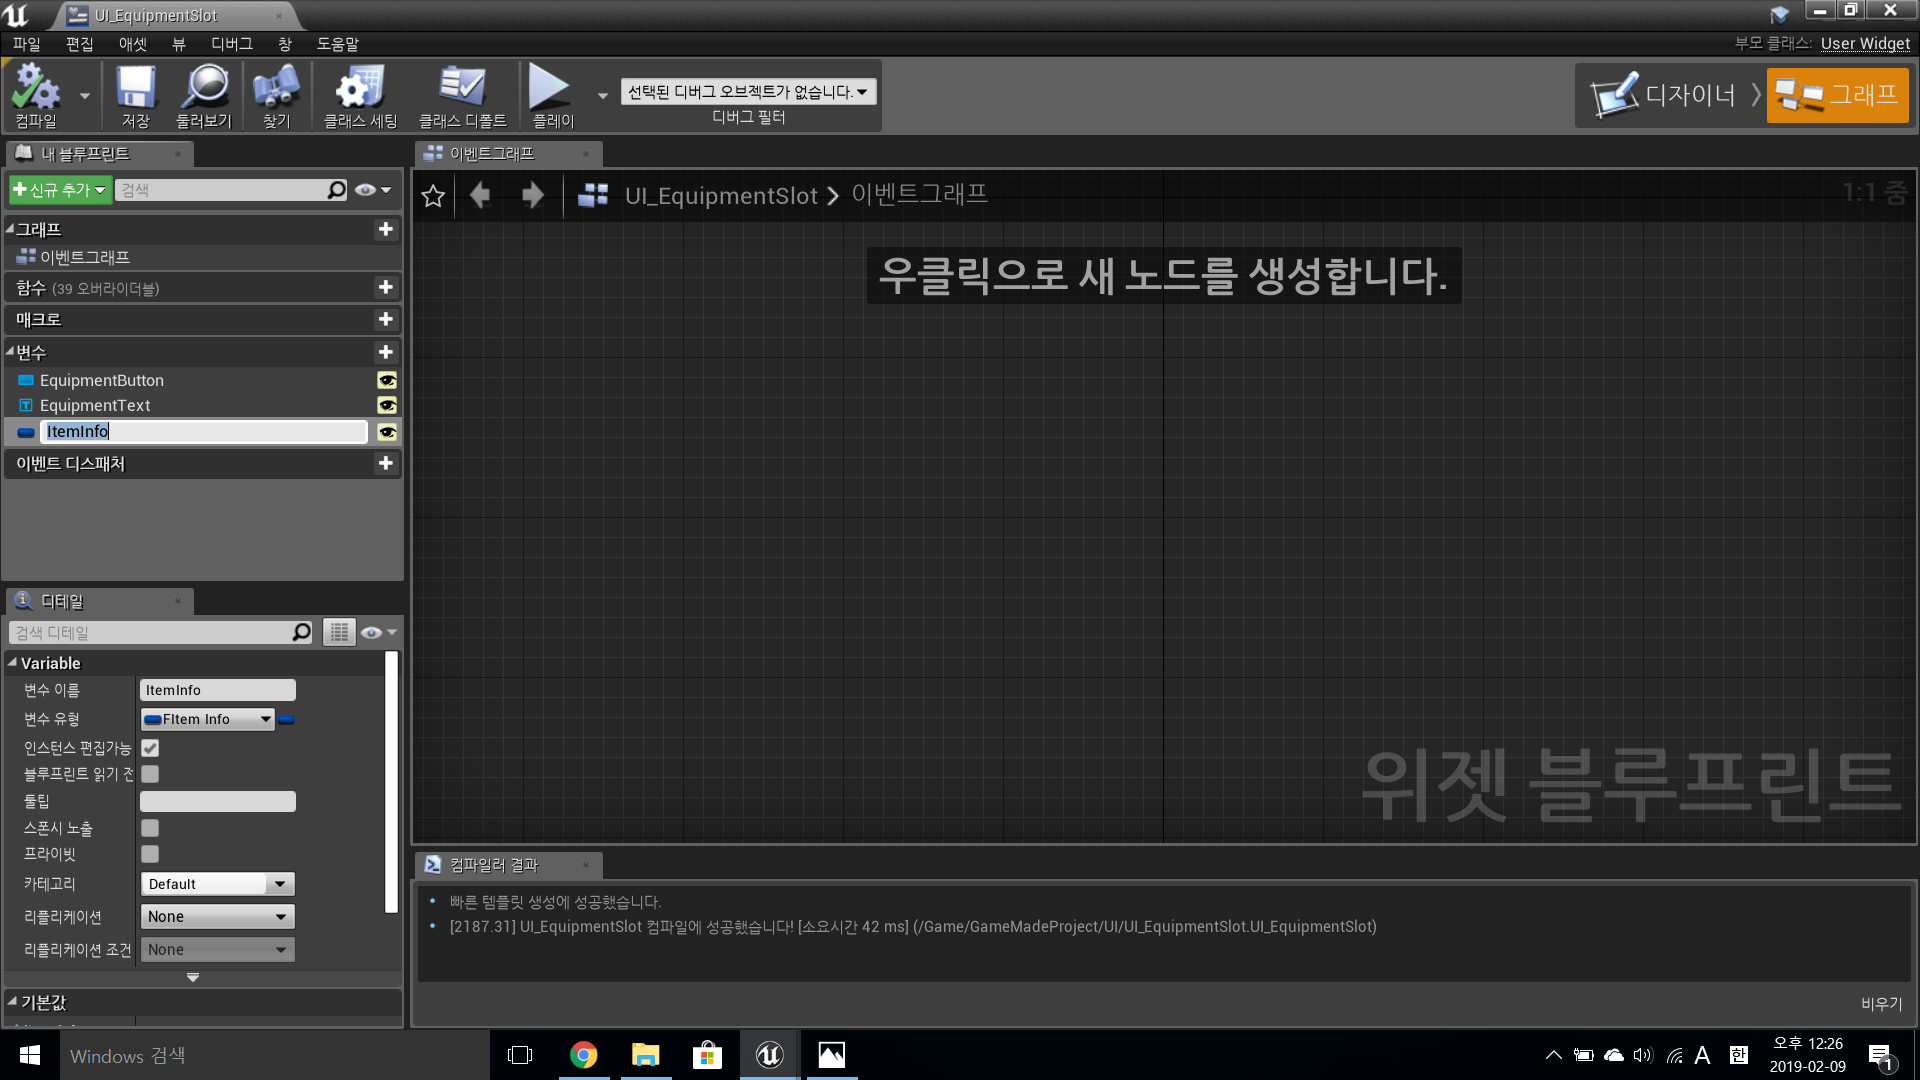 UI_EquipmentSlot
파일 편집 애셋 뷰 디버그 창 도움말
부모 클래스: User Widget
컴파일 저장 둘러보기 찾기 클래스 세팅 클래스 디폴트 플레이
선택된 디버그 오브젝트가 없습니다.
디버그 필터
디자이너 그래프
내 블루프린트
신규 추가 검색
그래프
이벤트그래프
함수 (39 오버라이더블)
매크로
변수
EquipmentButton
EquipmentText
ItemInfo
이벤트 디스패처
이벤트그래프
UI_EquipmentSlot > 이벤트그래프
1:1 줌
우클릭으로 새 노드를 생성합니다.
위젯 블루프린트
디테일
검색 디테일
Variable
변수 이름 ItemInfo
변수 유형 FItem Info
인스턴스 편집가능
블루프린트 읽기 전
툴팁
스폰시 노출
프라이빗
카테고리 Default
리플리케이션 None
리플리케이션 조건 None
기본값
컴파일러 결과
빠른 템플릿 생성에 성공했습니다.
[2187.31] UI_EquipmentSlot 컴파일에 성공했습니다! [소요시간 42 ms] (/Game/GameMadeProject/UI/UI_EquipmentSlot.UI_EquipmentSlot)
비우기
Windows 검색
A 한
오후 12:26
2019-02-09
1